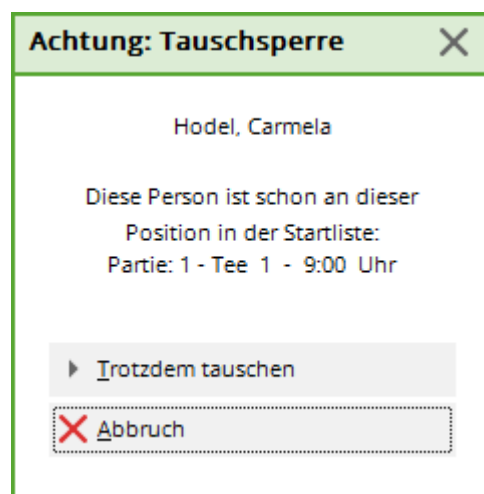 Achtung: Tauschsperre
Hodel, Carmela
Diese Person ist schon an dieser
Position in der Startliste:
Partie: 1 - Tee 1 - 9:00 Uhr
Trotzdem tauschen
Abbruch